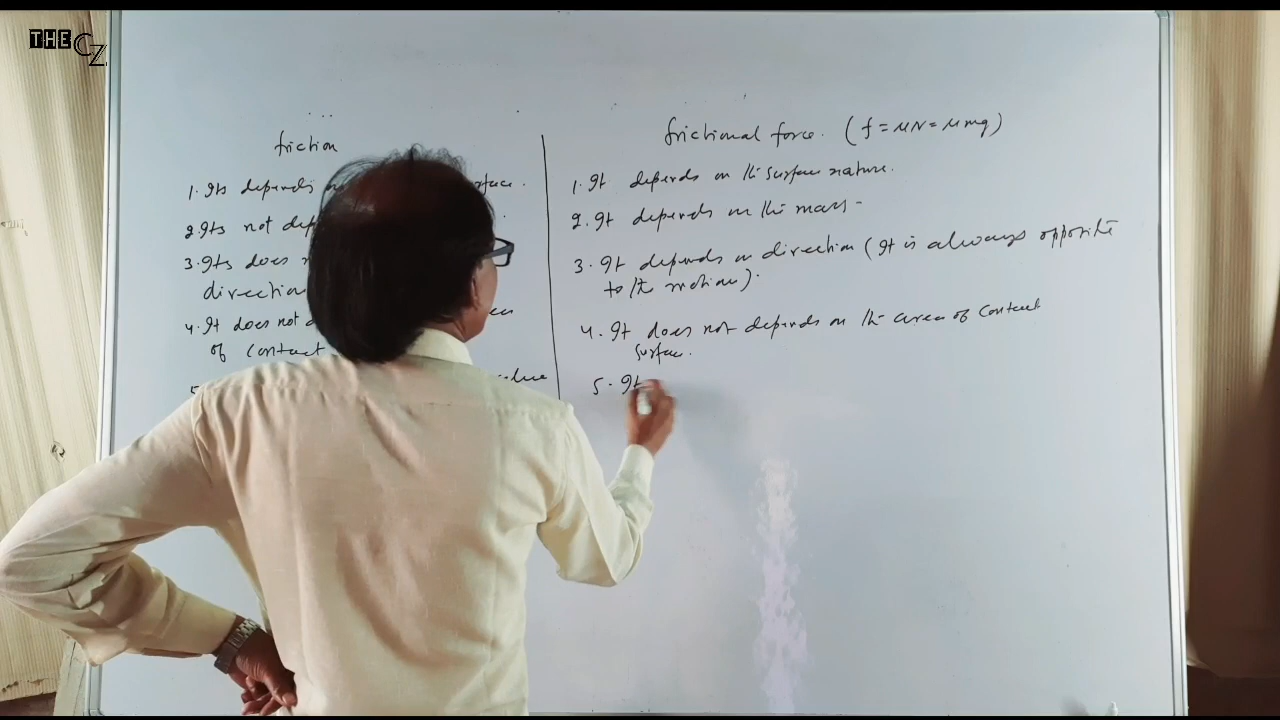 THE CZ
friction
frictional force. (f = μN = μmg)
1. Its depends
1. It depends on the surface nature.
2. Its not
2. It depends on the mass -
3. Its does
direction
3. It depends on direction (It is always opposite
to the motion).
4. It does not
of contact
4. It does not depends on the area of contact
surface.
5. It